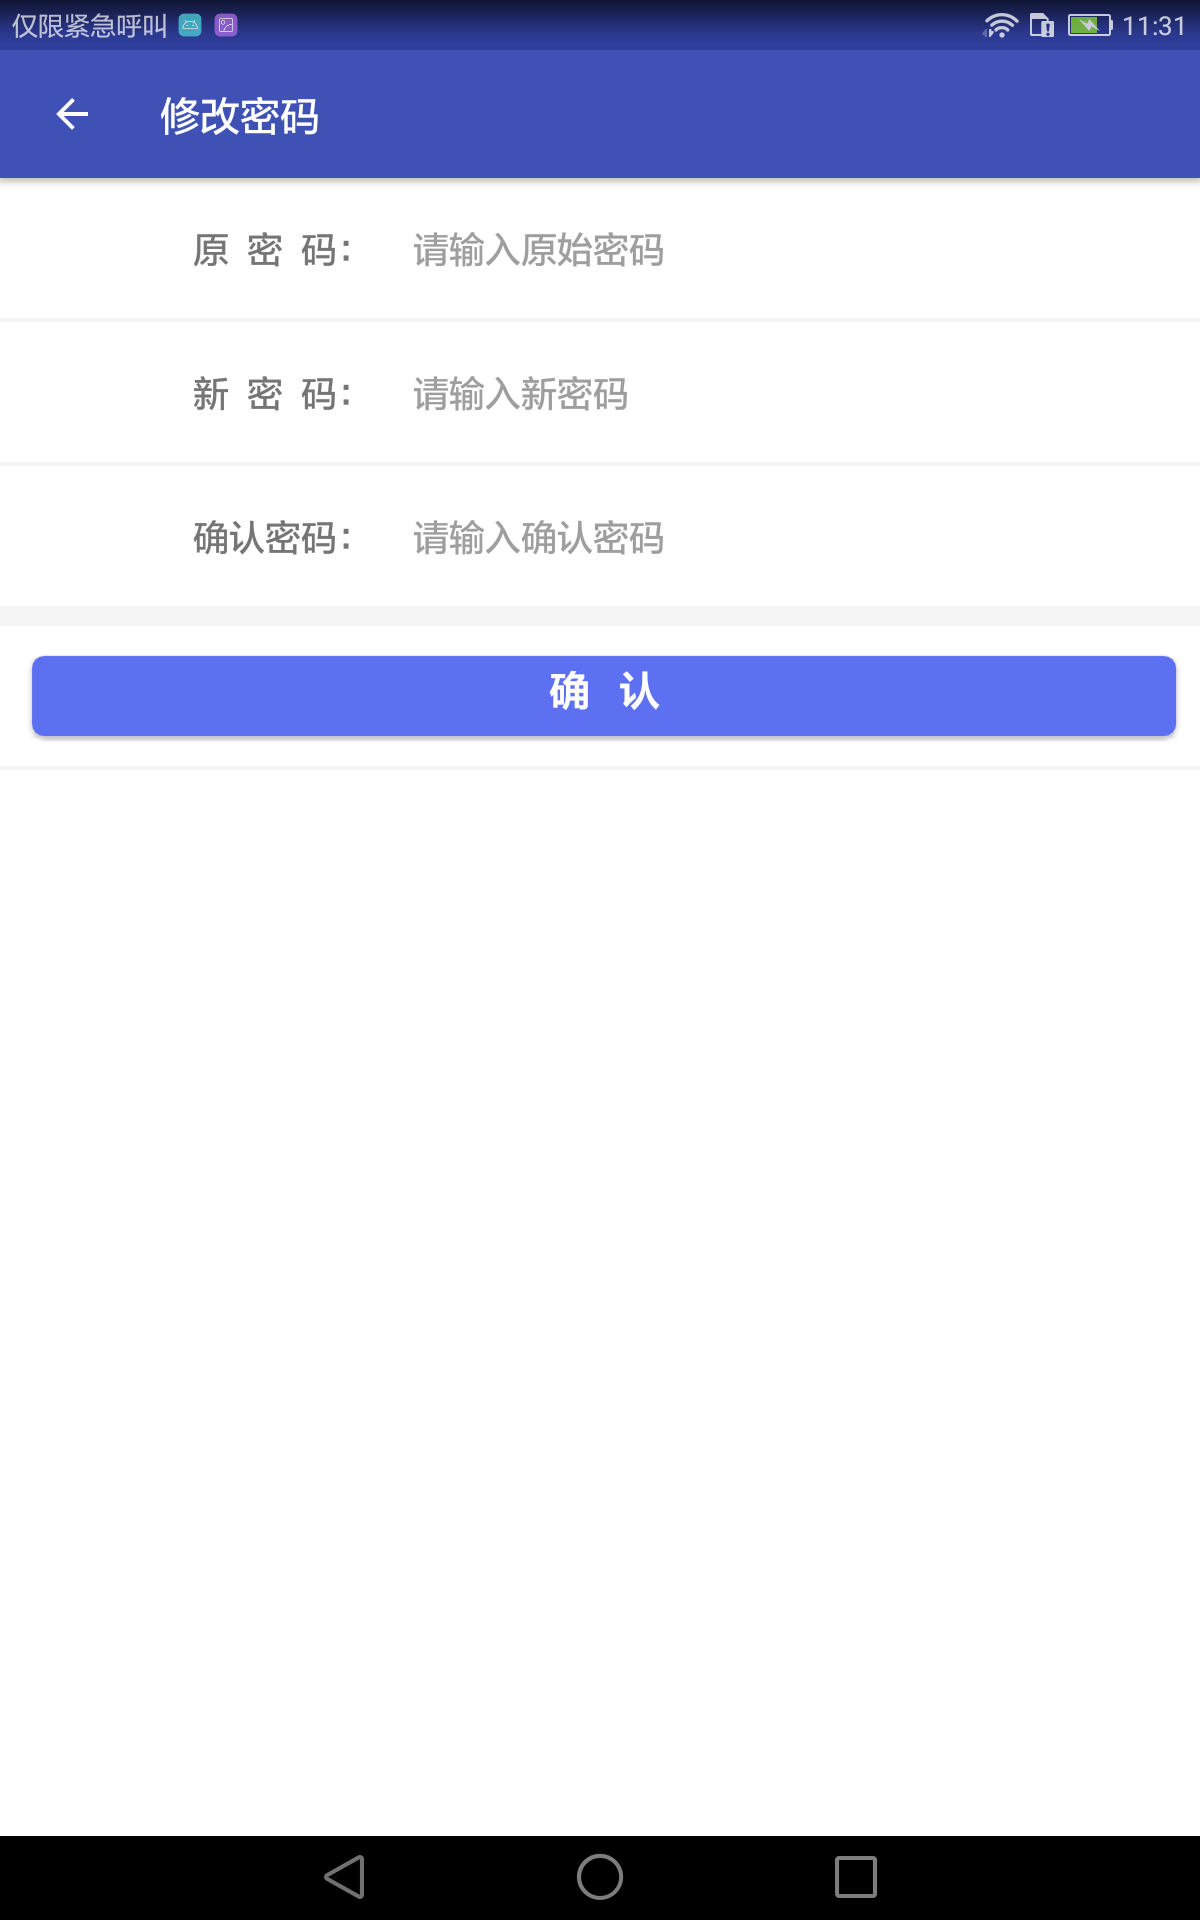 仅限紧急呼叫 11:31
修改密码
原 密 码： 请输入原始密码
新 密 码： 请输入新密码
确认密码： 请输入确认密码
确 认